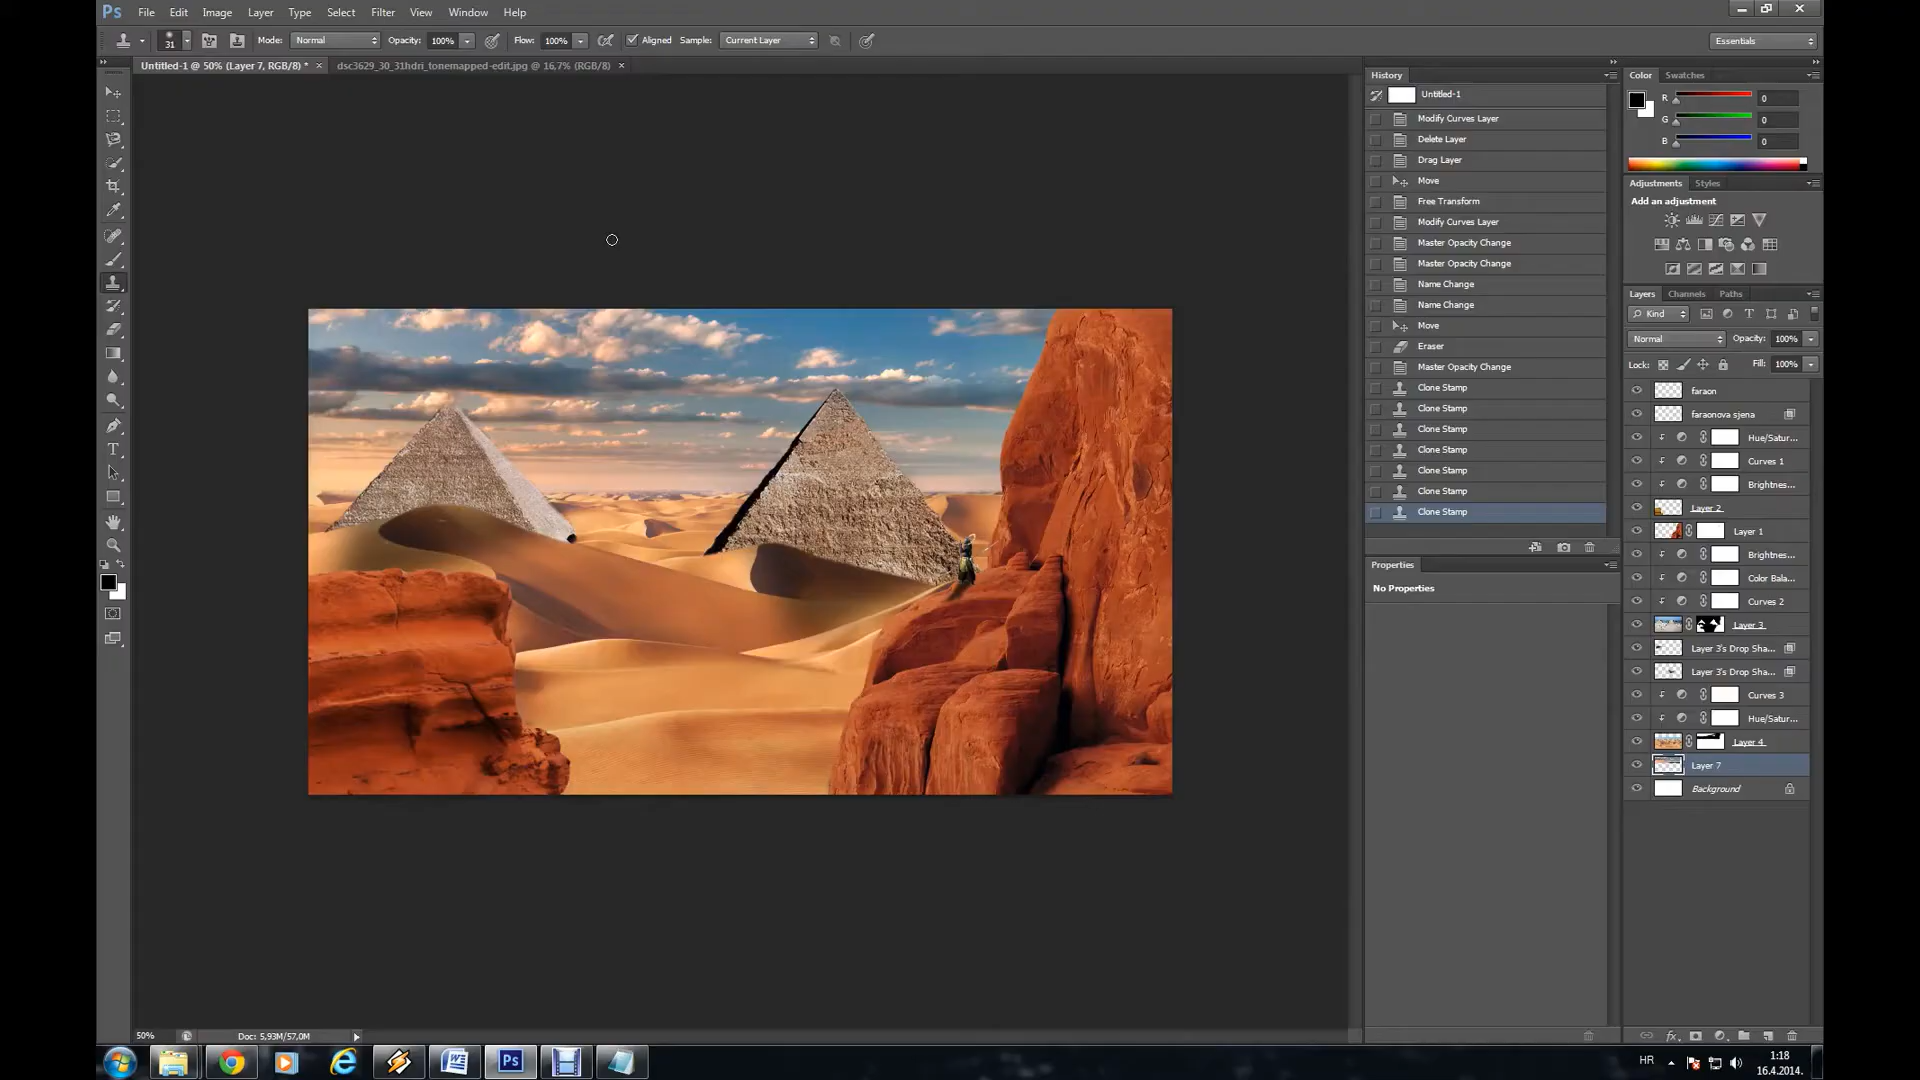 Ps File Edit Image Layer Type Select Filter View Window Help
31 Mode: Normal Opacity: 100% Flow: 100% Aligned Sample: Current Layer Essentials
Untitled-1 @ 50% (Layer 7, RGB/8) * × dsc3629_30_31hdri_tonemapped-edit.jpg @ 16,7% (RGB/8) ×
History
Untitled-1
Modify Curves Layer
Delete Layer
Drag Layer
Move
Free Transform
Modify Curves Layer
Master Opacity Change
Master Opacity Change
Name Change
Name Change
Move
Eraser
Master Opacity Change
Clone Stamp
Clone Stamp
Clone Stamp
Clone Stamp
Clone Stamp
Clone Stamp
Clone Stamp
Properties
No Properties
Color Swatches
R 0
G 0
B 0
Adjustments Styles
Add an adjustment
Layers Channels Paths
Kind
Normal Opacity: 100%
Lock: Fill: 100%
faraon
faraonova sjena
Hue/Satur...
Curves 1
Brightnes...
Layer 2
Layer 1
Brightnes...
Color Bala...
Curves 2
Layer 3
Layer 3's Drop Sha...
Layer 3's Drop Sha...
Curves 3
Hue/Satur...
Layer 4
Layer 7
Background
50% Doc: 5,93M/57,0M
HR 1:18
16.4.2014.